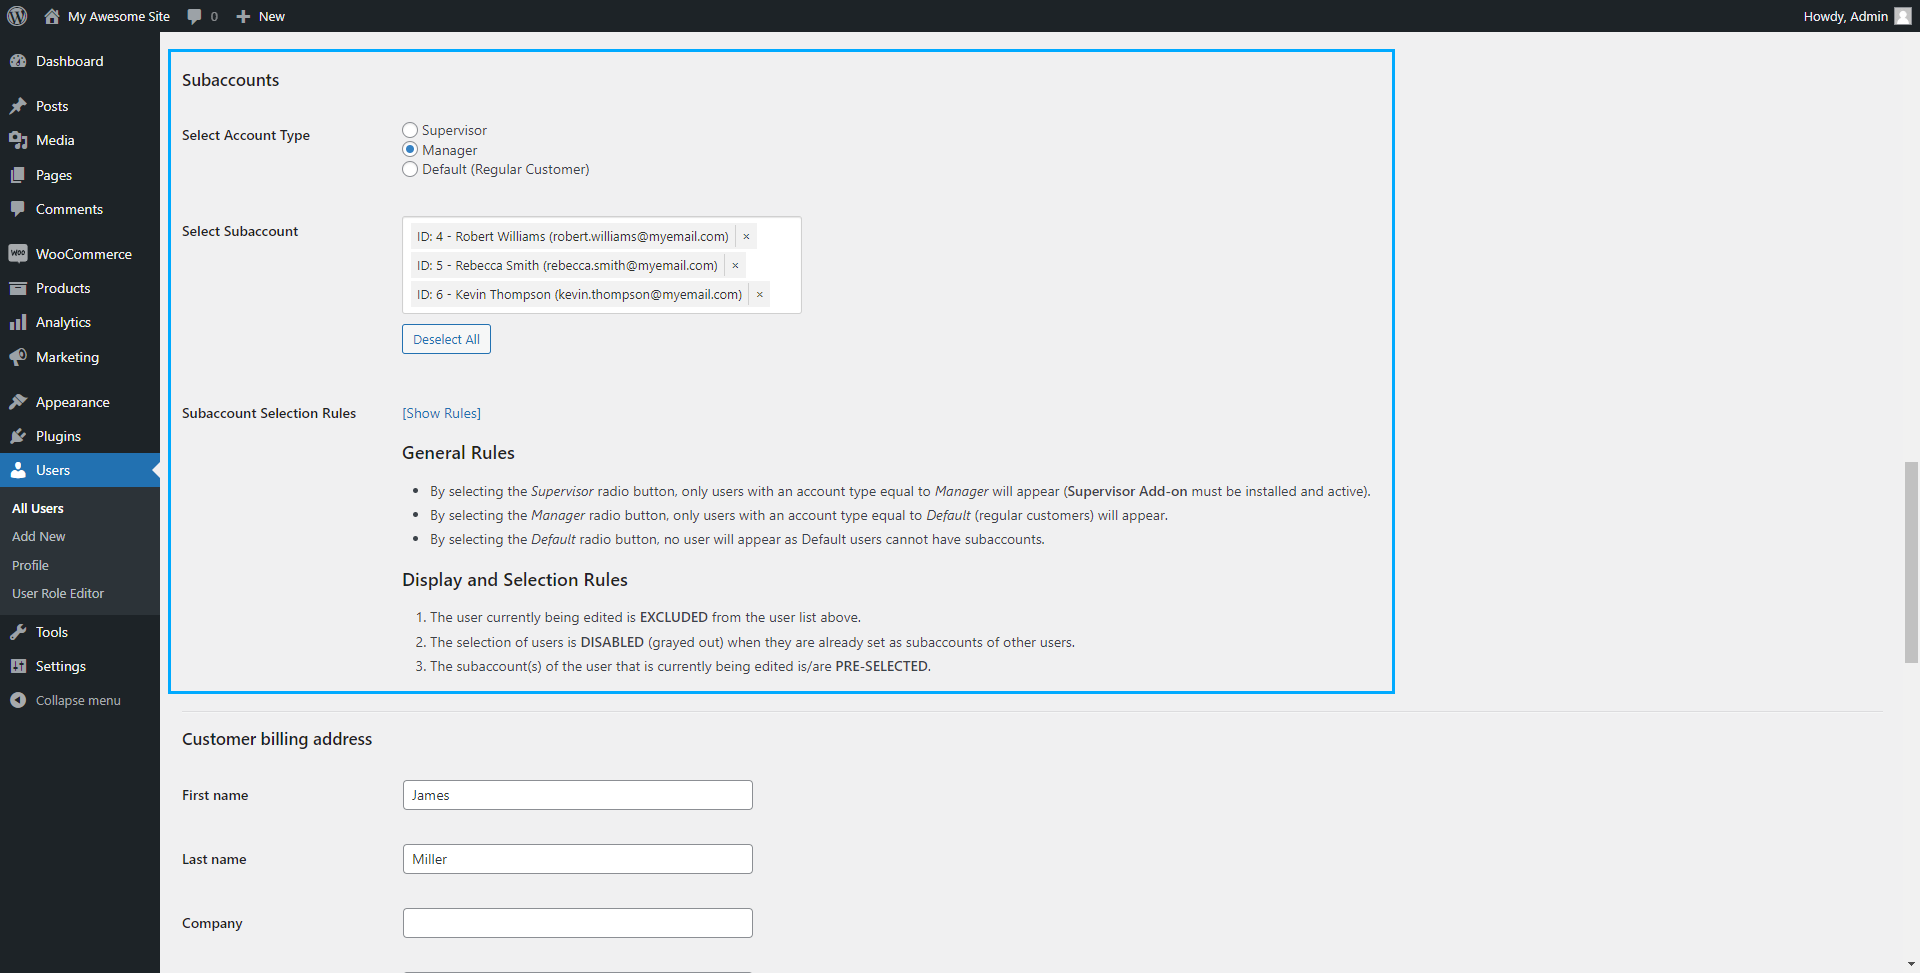 My Awesome Site
0
New
Howdy, Admin
Dashboard
Posts
Media
Pages
Comments
WooCommerce
Products
Analytics
Marketing
Appearance
Plugins
Users
All Users
Add New
Profile
User Role Editor
Tools
Settings
Collapse menu
Subaccounts
Select Account Type
Supervisor
Manager
Default (Regular Customer)
Select Subaccount
ID: 4 - Robert Williams (robert.williams@myemail.com) ×
ID: 5 - Rebecca Smith (rebecca.smith@myemail.com) ×
ID: 6 - Kevin Thompson (kevin.thompson@myemail.com) ×
Deselect All
Subaccount Selection Rules
[Show Rules]
General Rules
• By selecting the Supervisor radio button, only users with an account type equal to Manager will appear (Supervisor Add-on must be installed and active).
• By selecting the Manager radio button, only users with an account type equal to Default (regular customers) will appear.
• By selecting the Default radio button, no user will appear as Default users cannot have subaccounts.
Display and Selection Rules
1. The user currently being edited is EXCLUDED from the user list above.
2. The selection of users is DISABLED (grayed out) when they are already set as subaccounts of other users.
3. The subaccount(s) of the user that is currently being edited is/are PRE-SELECTED.
Customer billing address
First name
James
Last name
Miller
Company